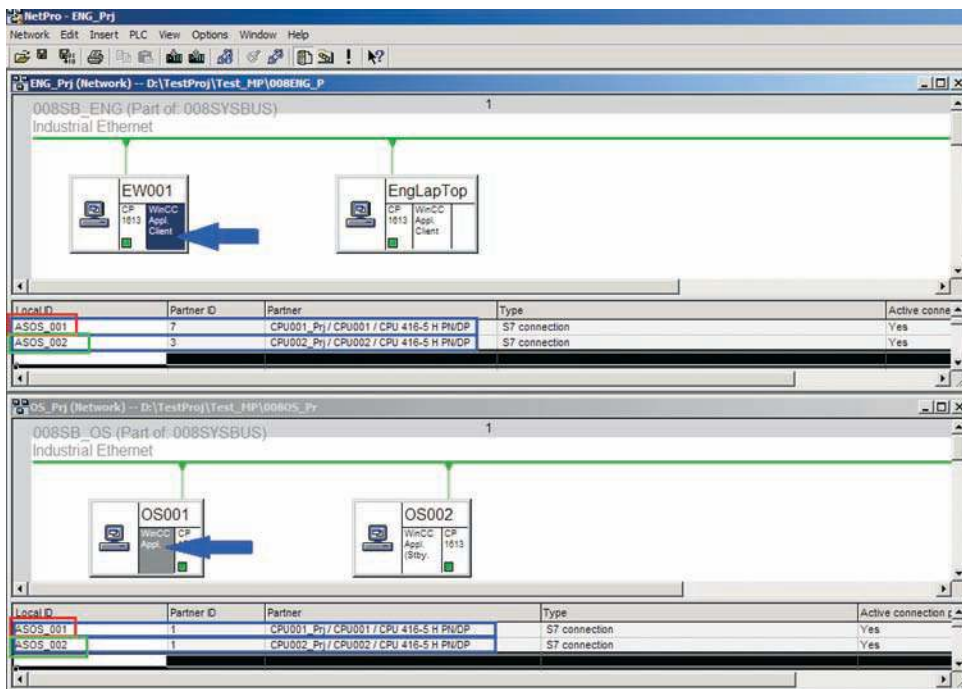 NetPro - ENG_Prj
Network Edit Insert PLC View Options Window Help
ENG_Prj (Network) -- D:\TestProj\Test_MP\008ENG_P
008SB_ENG (Part of: 008SYSBUS)
1
Industrial Ethernet
EW001
CP 1613
WinCC Appl. Client
EngLapTop
CP 1613
WinCC Appl. Client
Local ID Partner ID Partner Type Active conne
ASOS_001 7 CPU001_Prj / CPU001 / CPU 416-5 H PN/DP S7 connection Yes
ASOS_002 3 CPU002_Prj / CPU002 / CPU 416-5 H PN/DP S7 connection Yes
OS_Prj (Network) -- D:\TestProj\Test_MP\008OS_Pr
008SB_OS (Part of: 008SYSBUS)
1
Industrial Ethernet
OS001
WinCC Appl.
CP
OS002
WinCC Appl. (Stby.
CP 1613
Local ID Partner ID Partner Type Active connection p
ASOS_001 1 CPU001_Prj / CPU001 / CPU 416-5 H PN/DP S7 connection Yes
ASOS_002 1 CPU002_Prj / CPU002 / CPU 416-5 H PN/DP S7 connection Yes